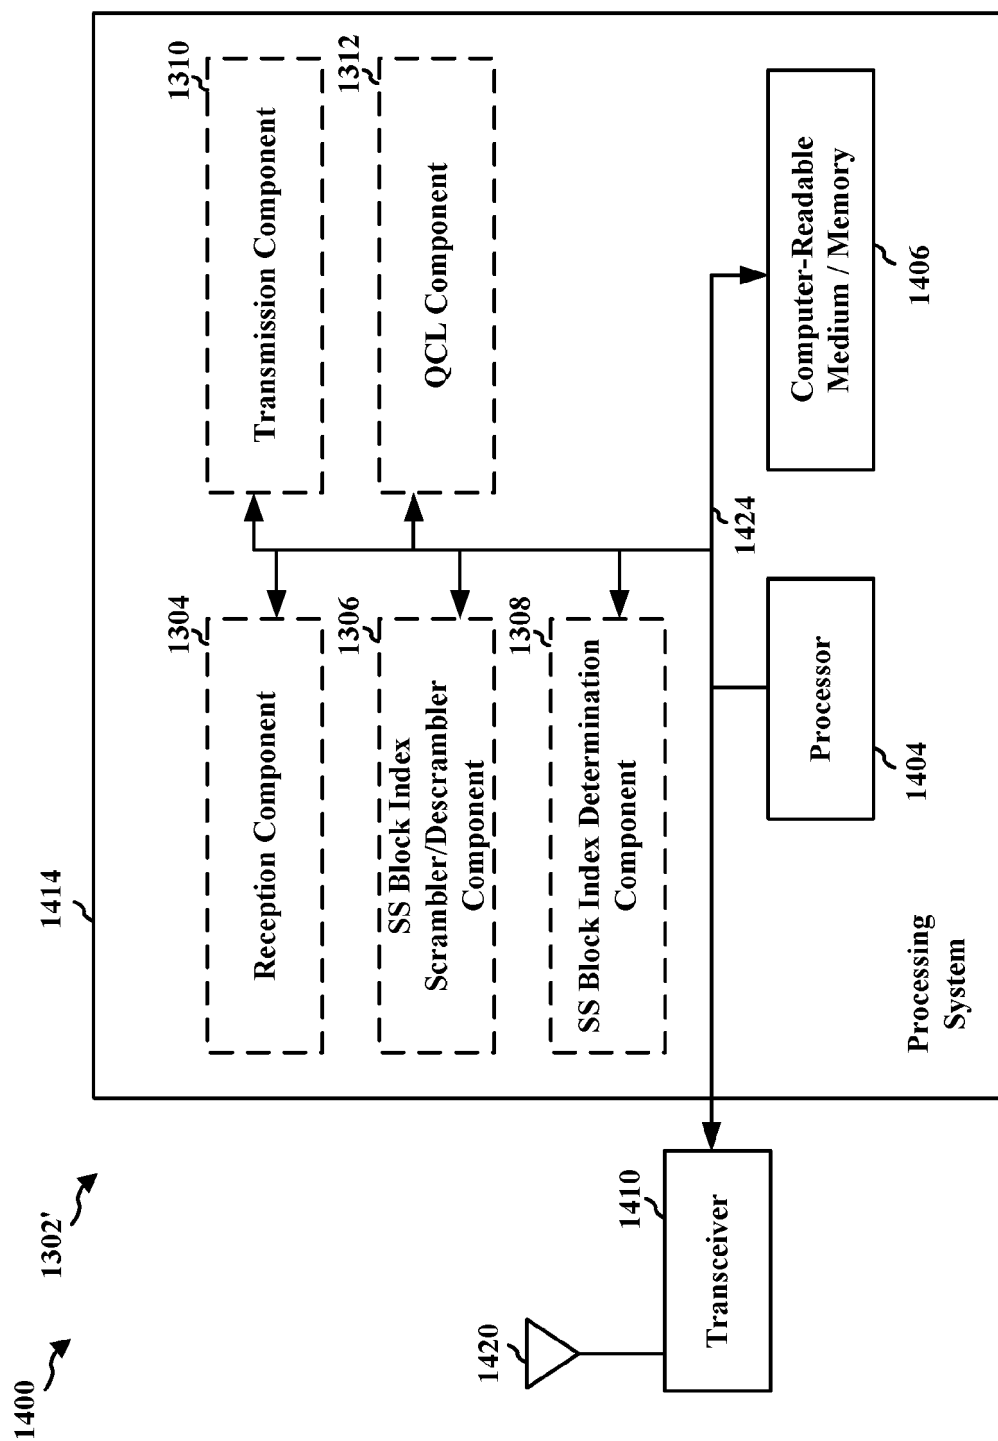 1400
1302'
1414
1420
1410
Transceiver
1304
Reception Component
1306
SS Block Index
Scrambler/Descrambler
Component
1308
SS Block Index Determination
Component
1310
Transmission Component
1312
QCL Component
1424
Processor
1404
Computer-Readable
Medium / Memory
1406
Processing
System